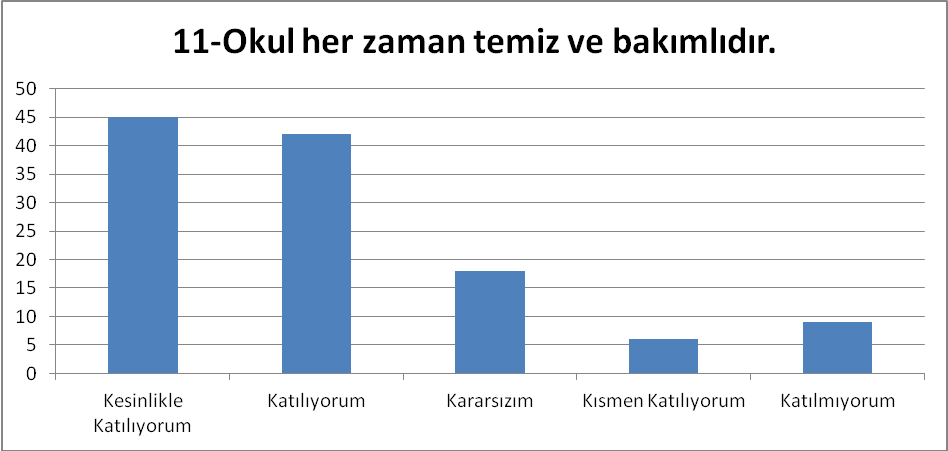 11-Okul her zaman temiz ve bakımlıdır.
50
45
40
35
30
25
20
15
10
5
0
Kesinlikle
Katılıyorum
Katılıyorum
Kararsızım
Kısmen Katılıyorum
Katılmıyorum